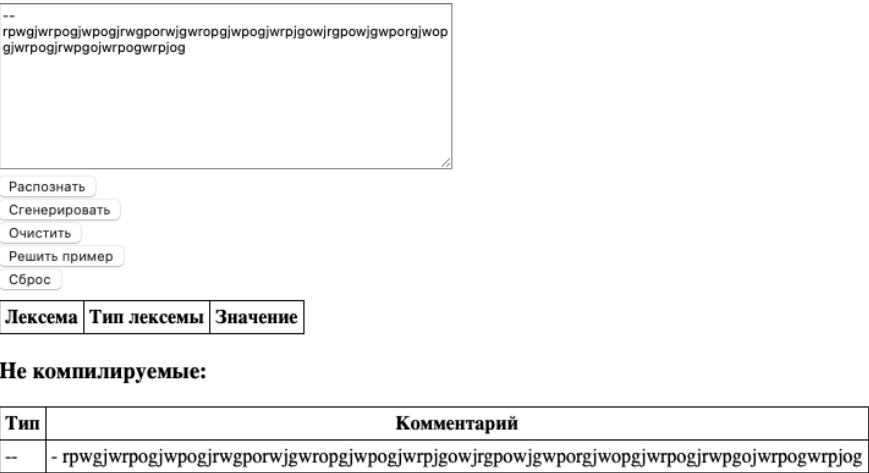 --
rpwgjwrpogjwpogjrwgporwjgwropgjwpogjwrpjgowjrgpowjgwporgjwop
gjwrpogjrwpgojwrpogwrpjog
Распознать
Сгенерировать
Очистить
Решить пример
Сброс
Лексема Тип лексемы Значение
Не компилируемые:
Тип Комментарий
-- - rpwgjwrpogjwpogjrwgporwjgwropgjwpogjwrpjgowjrgpowjgwporgjwopgjwrpogjrwpgojwrpogwrpjog